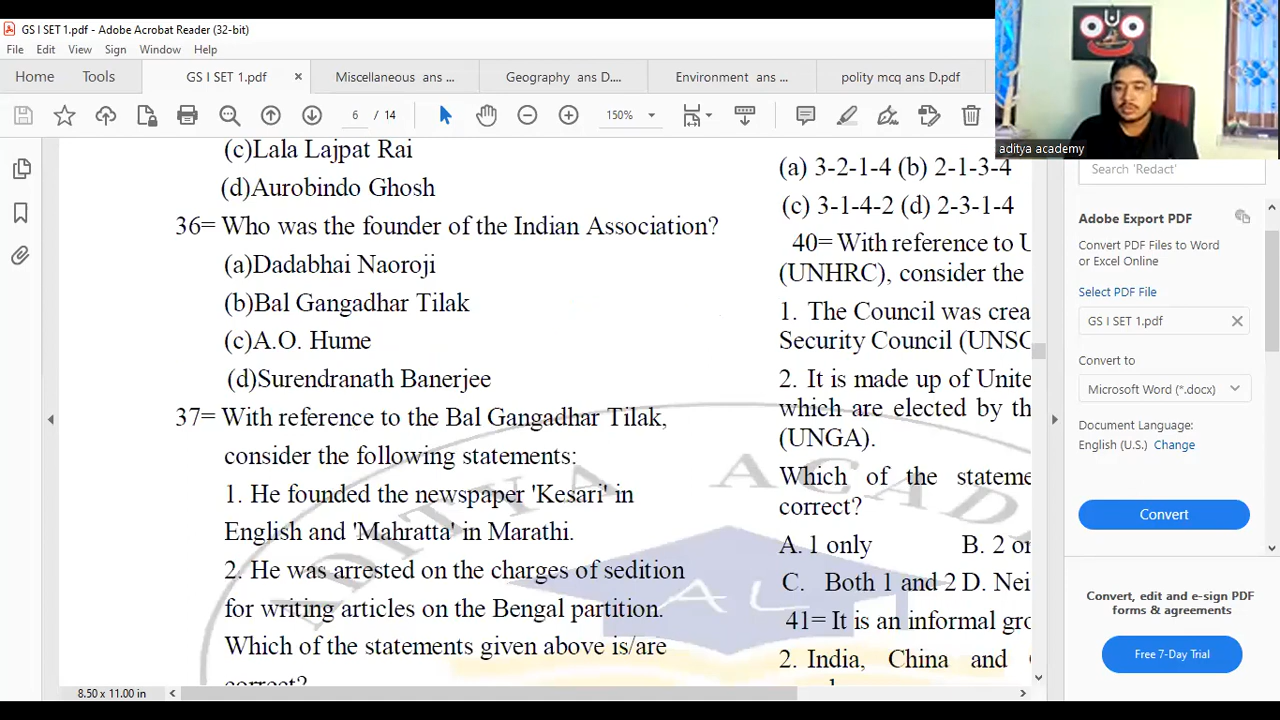 GS I SET 1.pdf - Adobe Acrobat Reader (32-bit)
File Edit View Sign Window Help
Home Tools GS I SET 1.pdf × Miscellaneous ans ... Geography ans D.... Environment ans ... polity mcq ans D.pdf
6 / 14 150%
aditya academy
(c)Lala Lajpat Rai
(d)Aurobindo Ghosh
36= Who was the founder of the Indian Association?
(a)Dadabhai Naoroji
(b)Bal Gangadhar Tilak
(c)A.O. Hume
(d)Surendranath Banerjee
37= With reference to the Bal Gangadhar Tilak,
consider the following statements:
1. He founded the newspaper 'Kesari' in
English and 'Mahratta' in Marathi.
2. He was arrested on the charges of sedition
for writing articles on the Bengal partition.
Which of the statements given above is/are
correct?
(a) 3-2-1-4 (b) 2-1-3-4
(c) 3-1-4-2 (d) 2-3-1-4
40= With reference to U
(UNHRC), consider the
1. The Council was crea
Security Council (UNSC
2. It is made up of Unite
which are elected by th
(UNGA).
Which of the stateme
correct?
A. 1 only B. 2 or
C. Both 1 and 2 D. Nei
41= It is an informal gro
2. India, China and
ADITYA ACAD
AL
8.50 x 11.00 in
Search 'Redact'
Adobe Export PDF
Convert PDF Files to Word
or Excel Online
Select PDF File
GS I SET 1.pdf
Convert to
Microsoft Word (*.docx)
Document Language:
English (U.S.) Change
Convert
Convert, edit and e-sign PDF
forms & agreements
Free 7-Day Trial